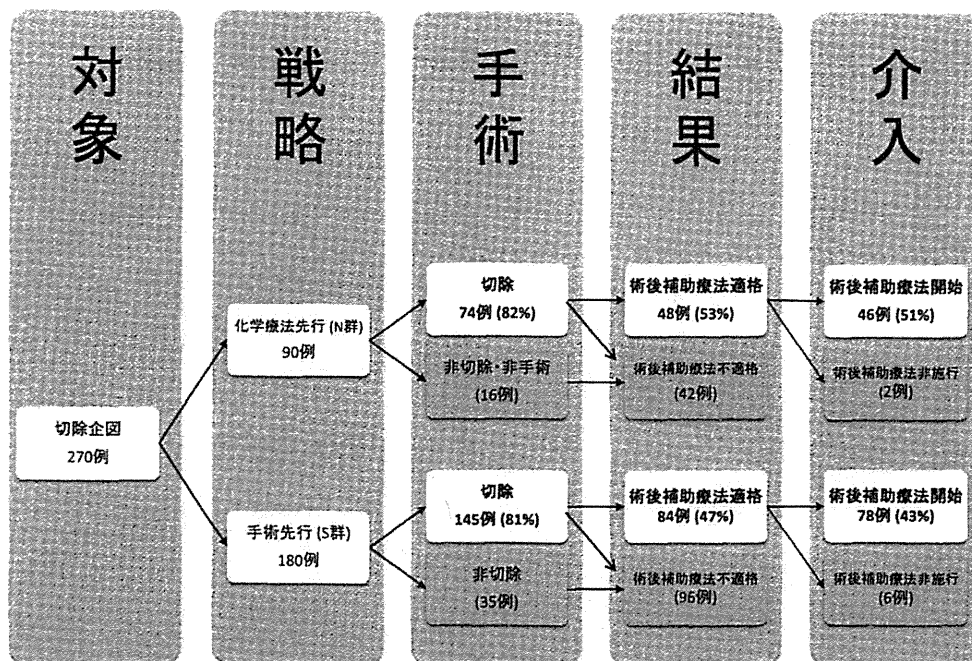 対象
戦略
手術
結果
介入
切除企図
270例
化学療法先行 (N群)
90例
手術先行 (S群)
180例
切除
74例 (82%)
非切除・非手術
(16例)
切除
145例 (81%)
非切除
(35例)
術後補助療法適格
48例 (53%)
術後補助療法不適格
(42例)
術後補助療法適格
84例 (47%)
術後補助療法不適格
(96例)
術後補助療法開始
46例 (51%)
術後補助療法非施行
(2例)
術後補助療法開始
78例 (43%)
術後補助療法非施行
(6例)